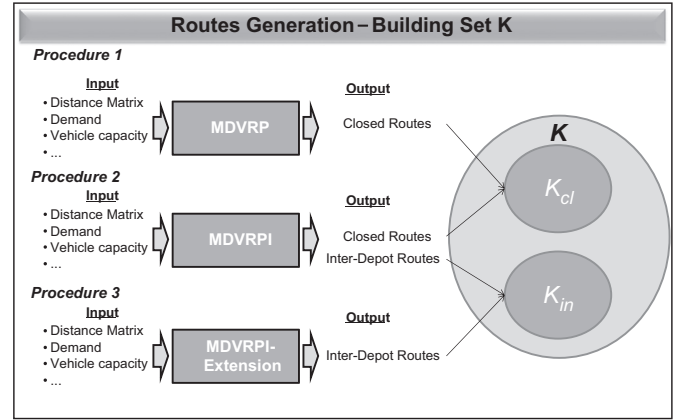 Routes Generation – Building Set K
Procedure 1
Input
• Distance Matrix
• Demand
• Vehicle capacity
• ...
MDVRP
Output
Closed Routes
Procedure 2
Input
• Distance Matrix
• Demand
• Vehicle capacity
• ...
MDVRPI
Output
Closed Routes
Inter-Depot Routes
Procedure 3
Input
• Distance Matrix
• Demand
• Vehicle capacity
• ...
MDVRPI-
Extension
Output
Inter-Depot Routes
K
K_cl
K_in